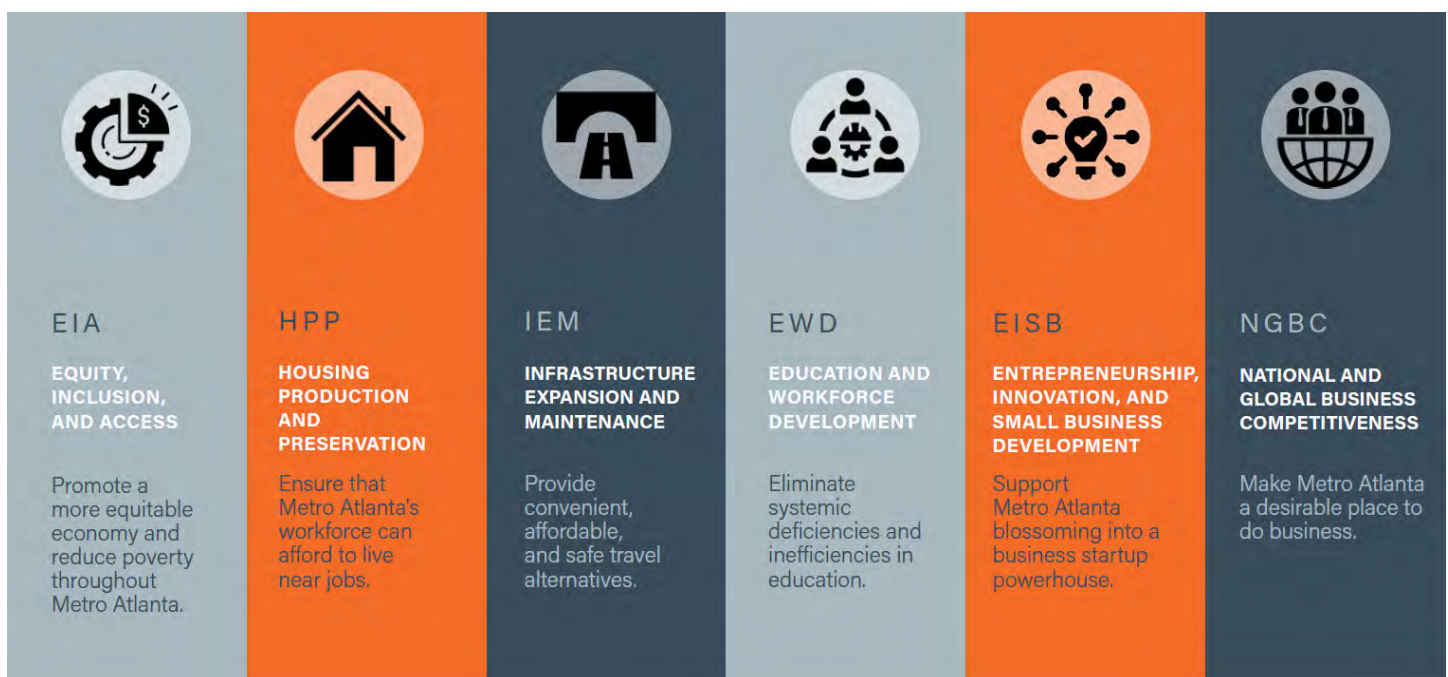 $
EIA
EQUITY,
INCLUSION,
AND ACCESS
Promote a
more equitable
economy and
reduce poverty
throughout
Metro Atlanta.
HPP
HOUSING
PRODUCTION
AND
PRESERVATION
Ensure that
Metro Atlanta's
workforce can
afford to live
near jobs.
IEM
INFRASTRUCTURE
EXPANSION AND
MAINTENANCE
Provide
convenient,
affordable,
and safe travel
alternatives.
EWD
EDUCATION AND
WORKFORCE
DEVELOPMENT
Eliminate
systemic
deficiencies and
inefficiencies in
education.
EISB
ENTREPRENEURSHIP,
INNOVATION, AND
SMALL BUSINESS
DEVELOPMENT
Support
Metro Atlanta
blossoming into a
business startup
powerhouse.
NGBC
NATIONAL AND
GLOBAL BUSINESS
COMPETITIVENESS
Make Metro Atlanta
a desirable place to
do business.